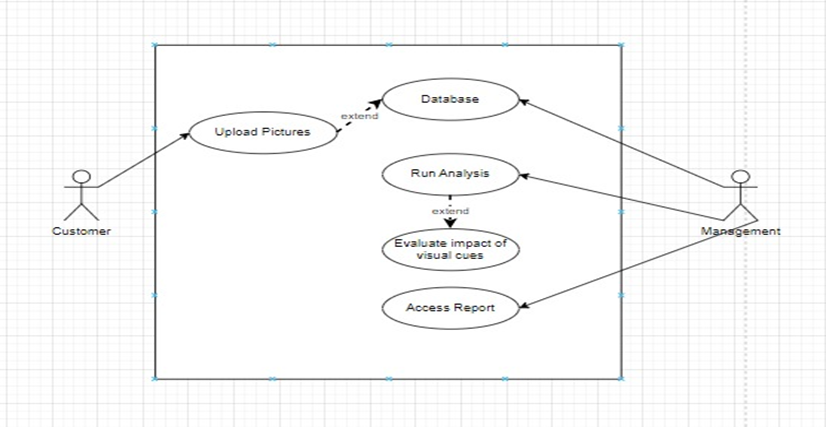 Database
extend
Upload Pictures
Run Analysis
extend
Customer
Management
Evaluate impact of
visual cues
Access Report